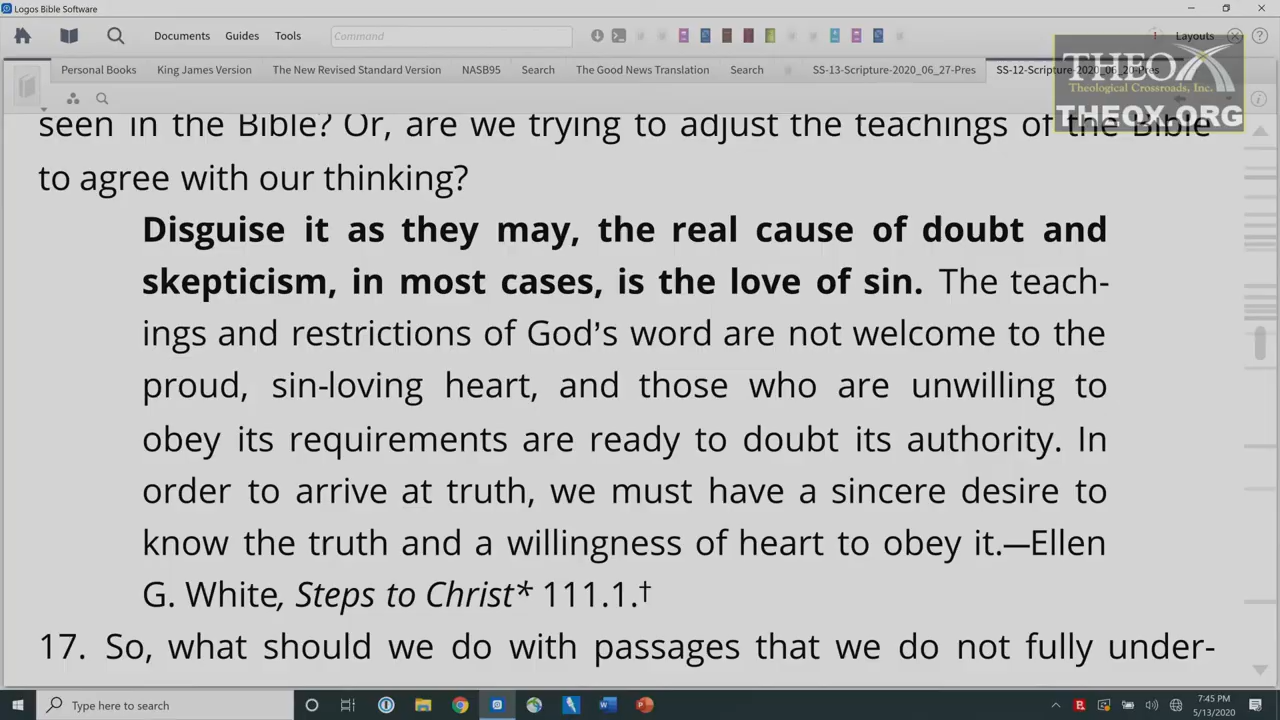 Logos Bible Software
Documents Guides Tools Command Layouts
Personal Books King James Version The New Revised Standard Version NASB95 Search The Good News Translation Search SS-13-Scripture-2020_06_27-Pres SS-12-Scripture-2020_06_20-Pres
THEOX
Theological Crossroads, Inc.
THEOX.ORG
seen in the Bible? Or, are we trying to adjust the teachings of the Bible
to agree with our thinking?
Disguise it as they may, the real cause of doubt and
skepticism, in most cases, is the love of sin. The teach-
ings and restrictions of God’s word are not welcome to the
proud, sin-loving heart, and those who are unwilling to
obey its requirements are ready to doubt its authority. In
order to arrive at truth, we must have a sincere desire to
know the truth and a willingness of heart to obey it.—Ellen
G. White, Steps to Christ* 111.1.†
17. So, what should we do with passages that we do not fully under-
Type here to search
7:45 PM
5/13/2020